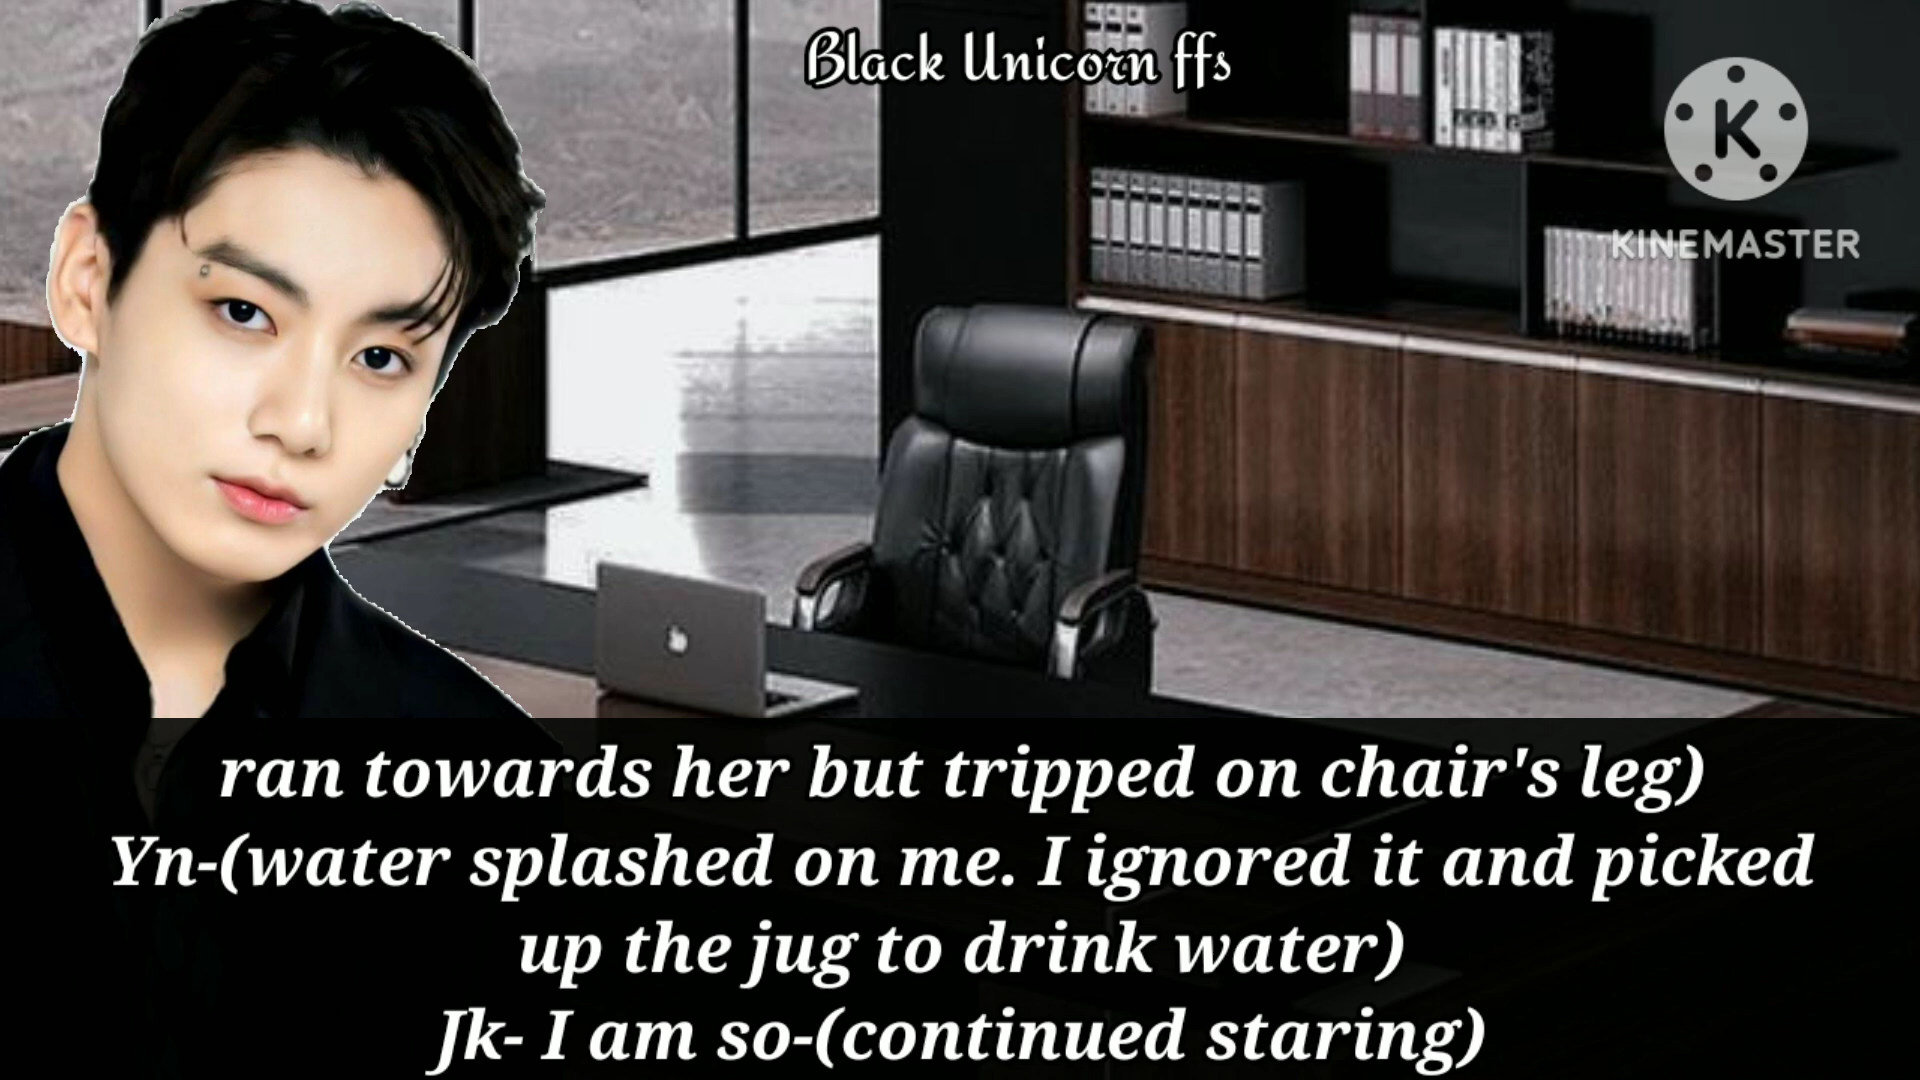 Black Unicorn ffs
K
KINEMASTER
ran towards her but tripped on chair's leg)
Yn-(water splashed on me. I ignored it and picked
up the jug to drink water)
Jk- I am so-(continued staring)